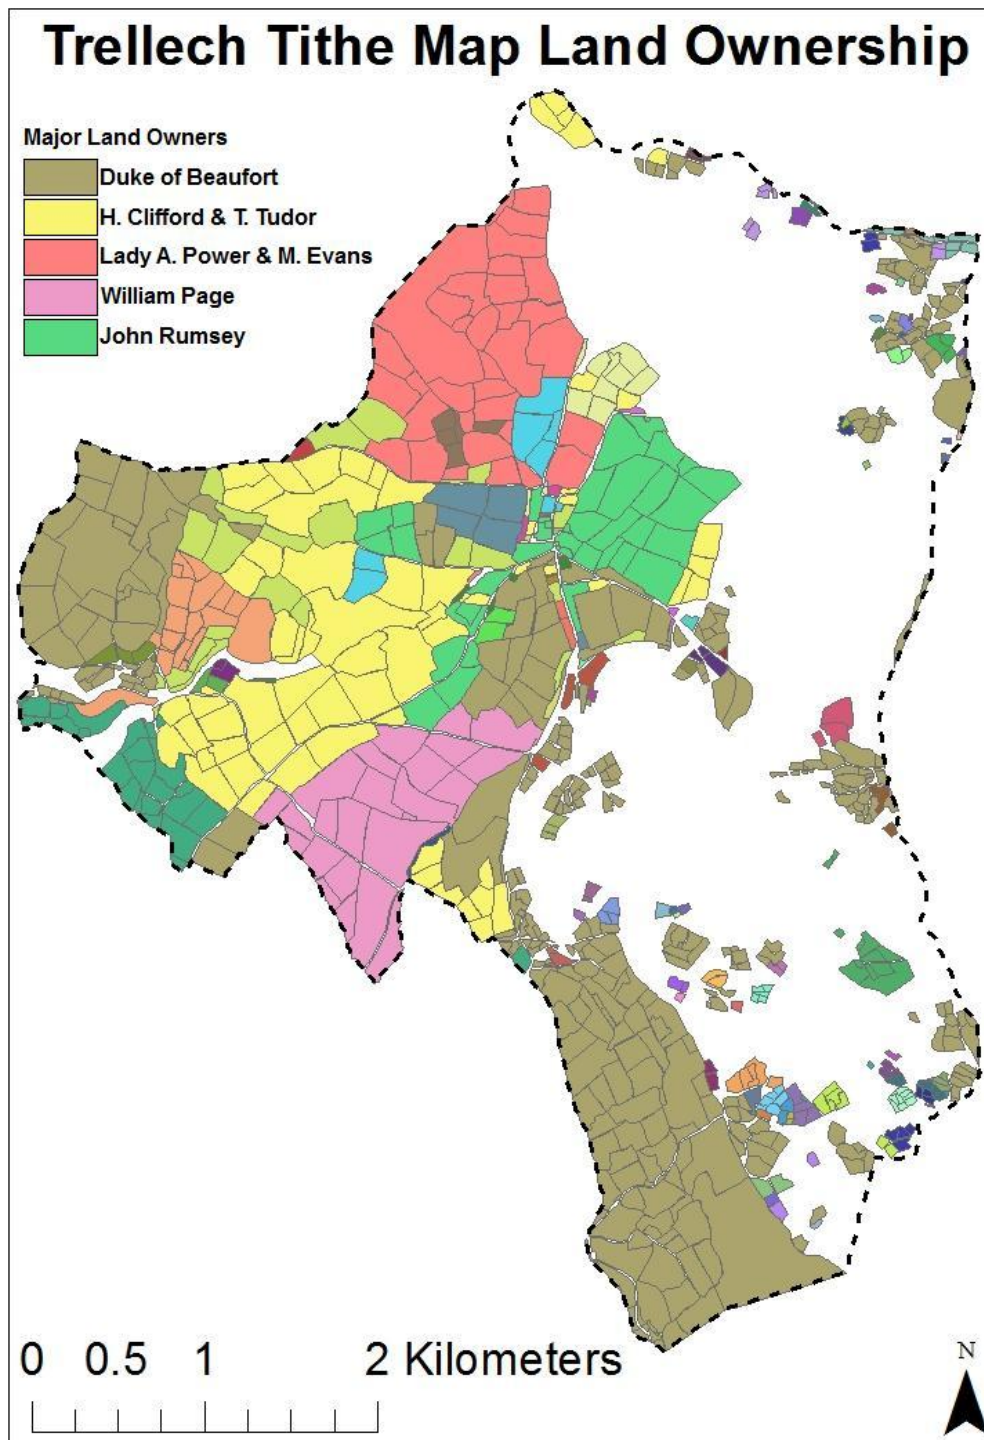 Trellech Tithe Map Land Ownership
Major Land Owners
Duke of Beaufort
H. Clifford & T. Tudor
Lady A. Power & M. Evans
William Page
John Rumsey
0 0.5 1 2 Kilometers
N